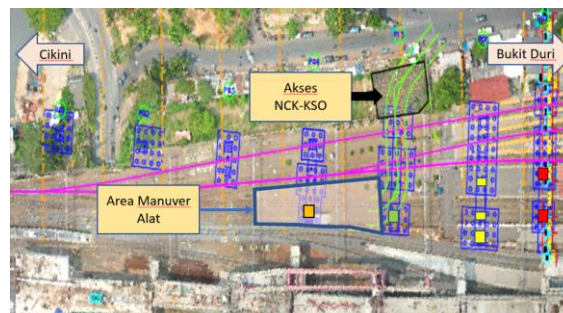 Cikini
Bukit Duri
Akses
NCK-KSO
Area Manuver
Alat